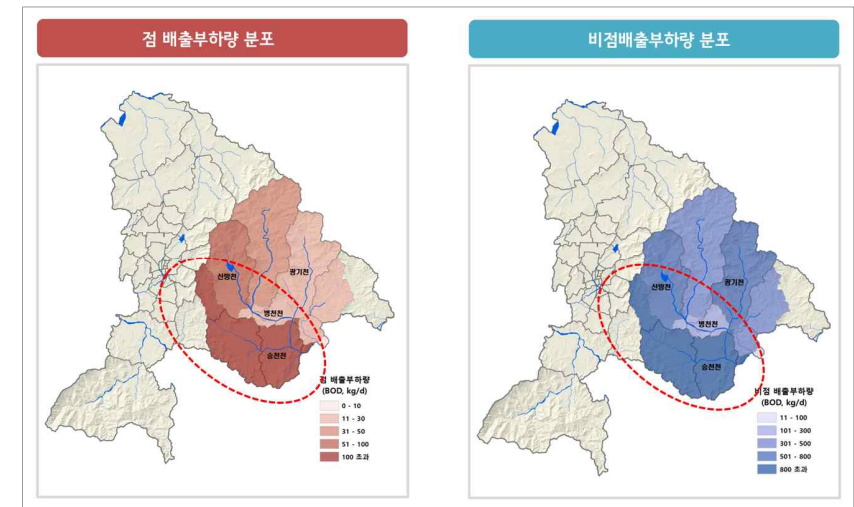 점 배출부하량 분포
산방천
광기천
병천천
승천천
점 배출부하량
(BOD, kg/d)
0 - 10
11 - 30
31 - 50
51 - 100
100 초과
비점배출부하량 분포
산방천
광기천
병천천
승천천
비점 배출부하량
(BOD, kg/d)
11 - 100
101 - 300
301 - 500
501 - 800
800 초과